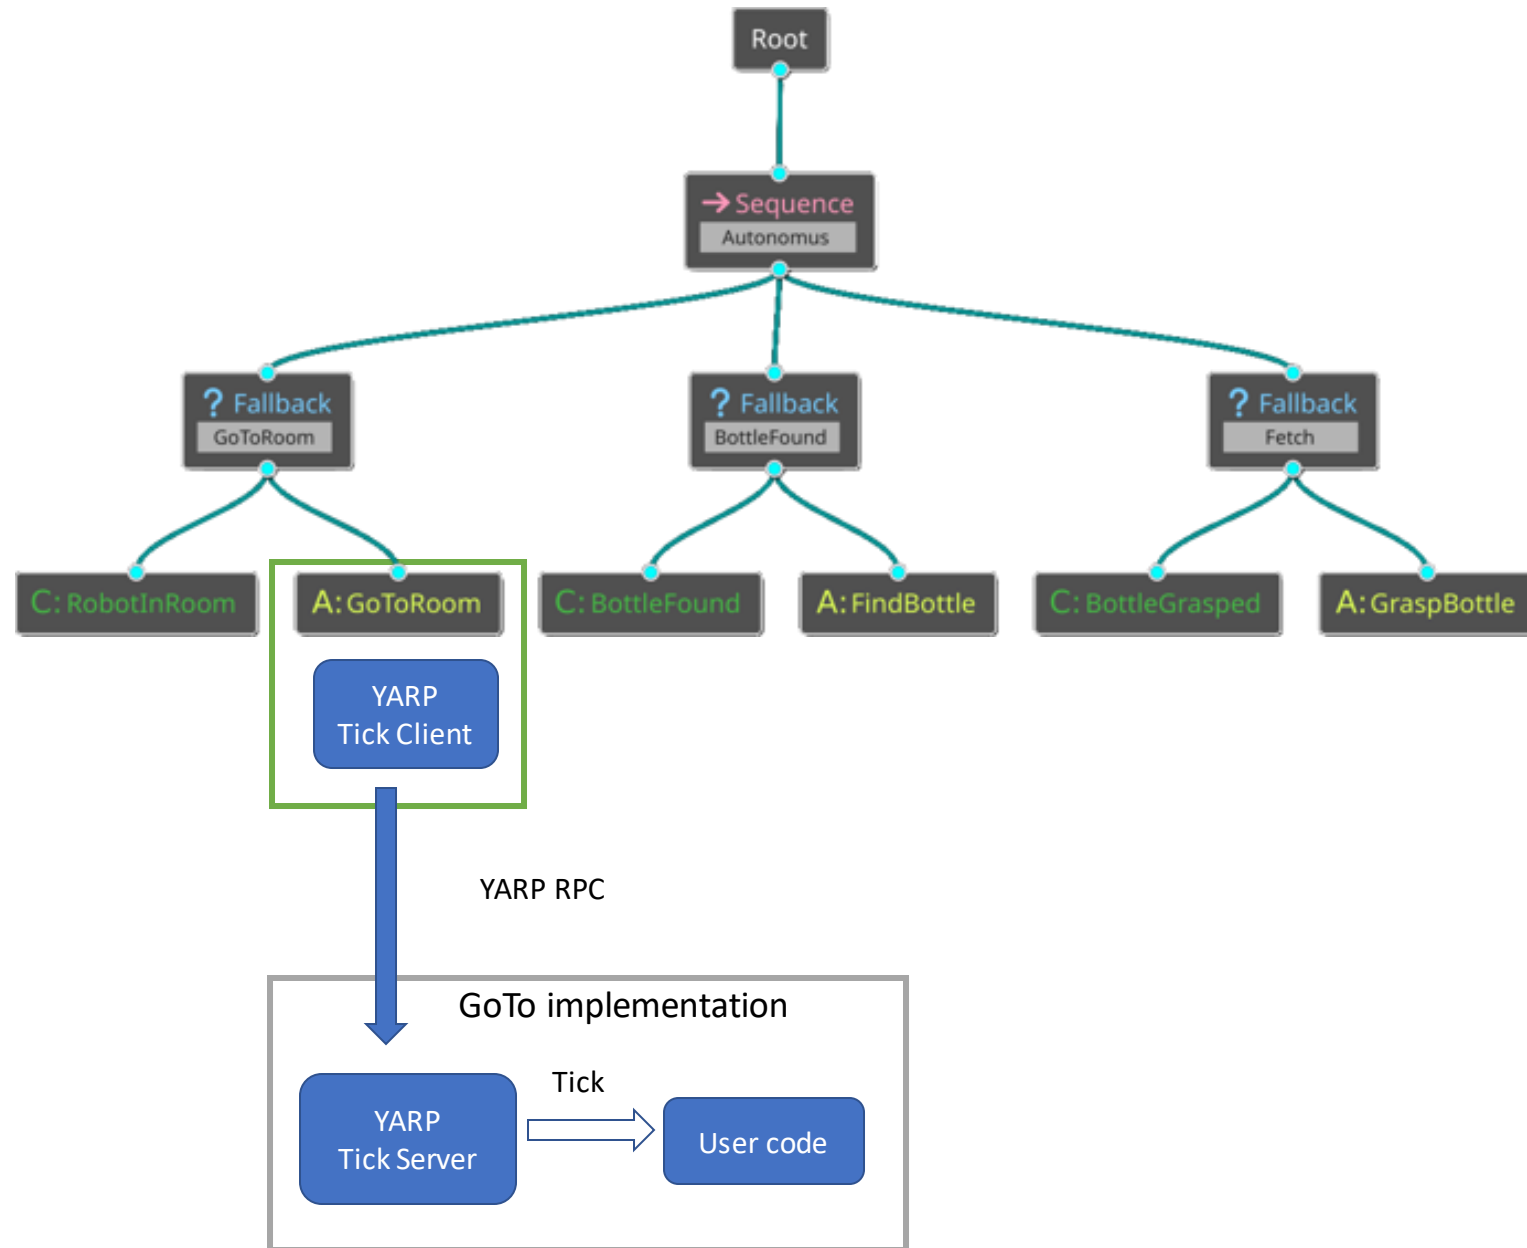 Root
→ Sequence
Autonomus
? Fallback
GoToRoom
? Fallback
BottleFound
? Fallback
Fetch
C: RobotInRoom
A: GoToRoom
C: BottleFound
A: FindBottle
C: BottleGrasped
A: GraspBottle
YARP
Tick Client
YARP RPC
GoTo implementation
YARP
Tick Server
Tick
User code